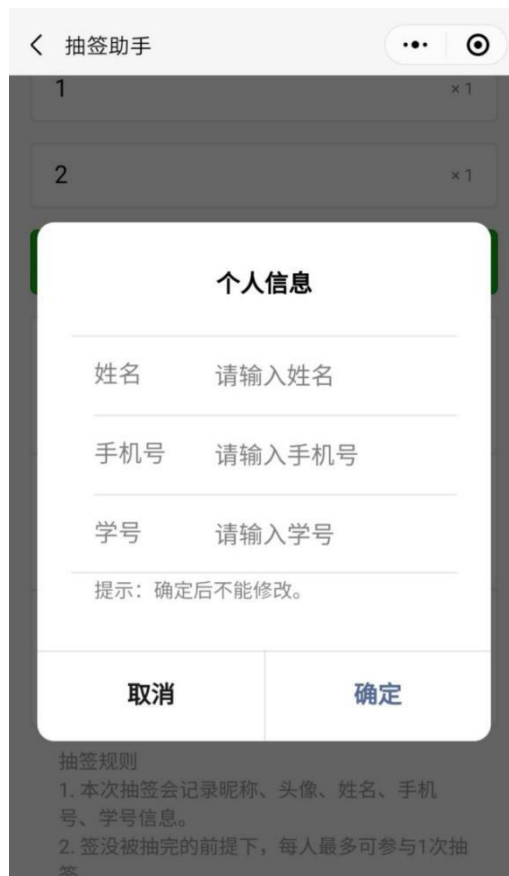 抽签助手
1 ×1
2 ×1
个人信息
姓名 请输入姓名
手机号 请输入手机号
学号 请输入学号
提示：确定后不能修改。
取消 确定
抽签规则
1. 本次抽签会记录昵称、头像、姓名、手机
号、学号信息。
2. 签没被抽完的前提下，每人最多可参与1次抽
签